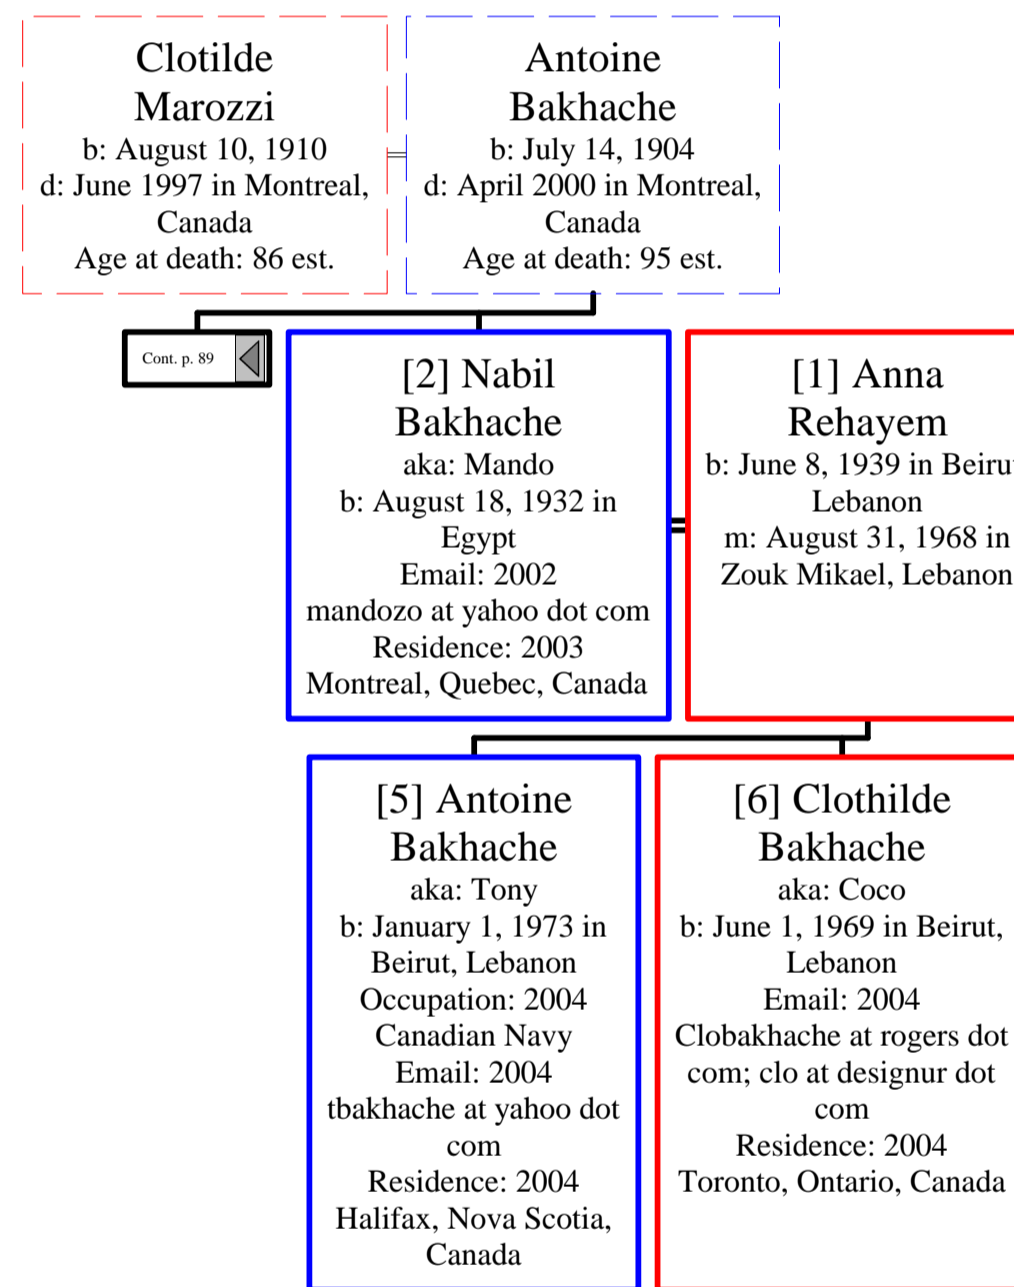 Clotilde
Marozzi
b: August 10, 1910
d: June 1997 in Montreal,
Canada
Age at death: 86 est.
Antoine
Bakhache
b: July 14, 1904
d: April 2000 in Montreal,
Canada
Age at death: 95 est.
Cont. p. 89
[2] Nabil
Bakhache
aka: Mando
b: August 18, 1932 in
Egypt
Email: 2002
mandozo at yahoo dot com
Residence: 2003
Montreal, Quebec, Canada
[1] Anna
Rehayem
b: June 8, 1939 in
Lebanon
m: August 31, 1968 in
Zouk Mikael, Lebanon
[5] Antoine
Bakhache
aka: Tony
b: January 1, 1973 in
Beirut, Lebanon
Occupation: 2004
Canadian Navy
Email: 2004
tbakhache at yahoo dot
com
Residence: 2004
Halifax, Nova Scotia,
Canada
[6] Clothilde
Bakhache
aka: Coco
b: June 1, 1969 in Beirut,
Lebanon
Email: 2004
Clobakhache at rogers dot
com; clo at designur dot
com
Residence: 2004
Toronto, Ontario, Canada